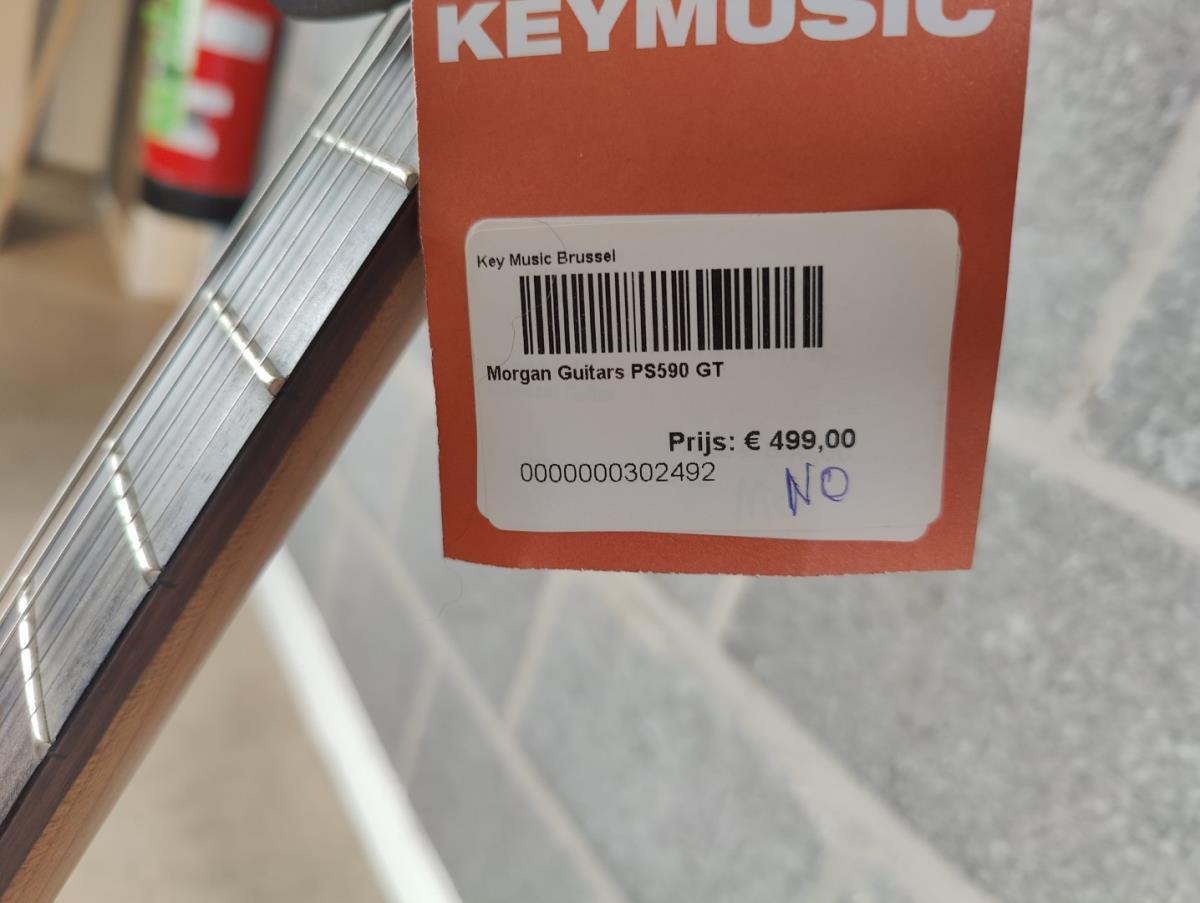 KEYMUSIC
Key Music Brussel
Morgan Guitars PS590 GT
Prijs: € 499,00
0000000302492
NO